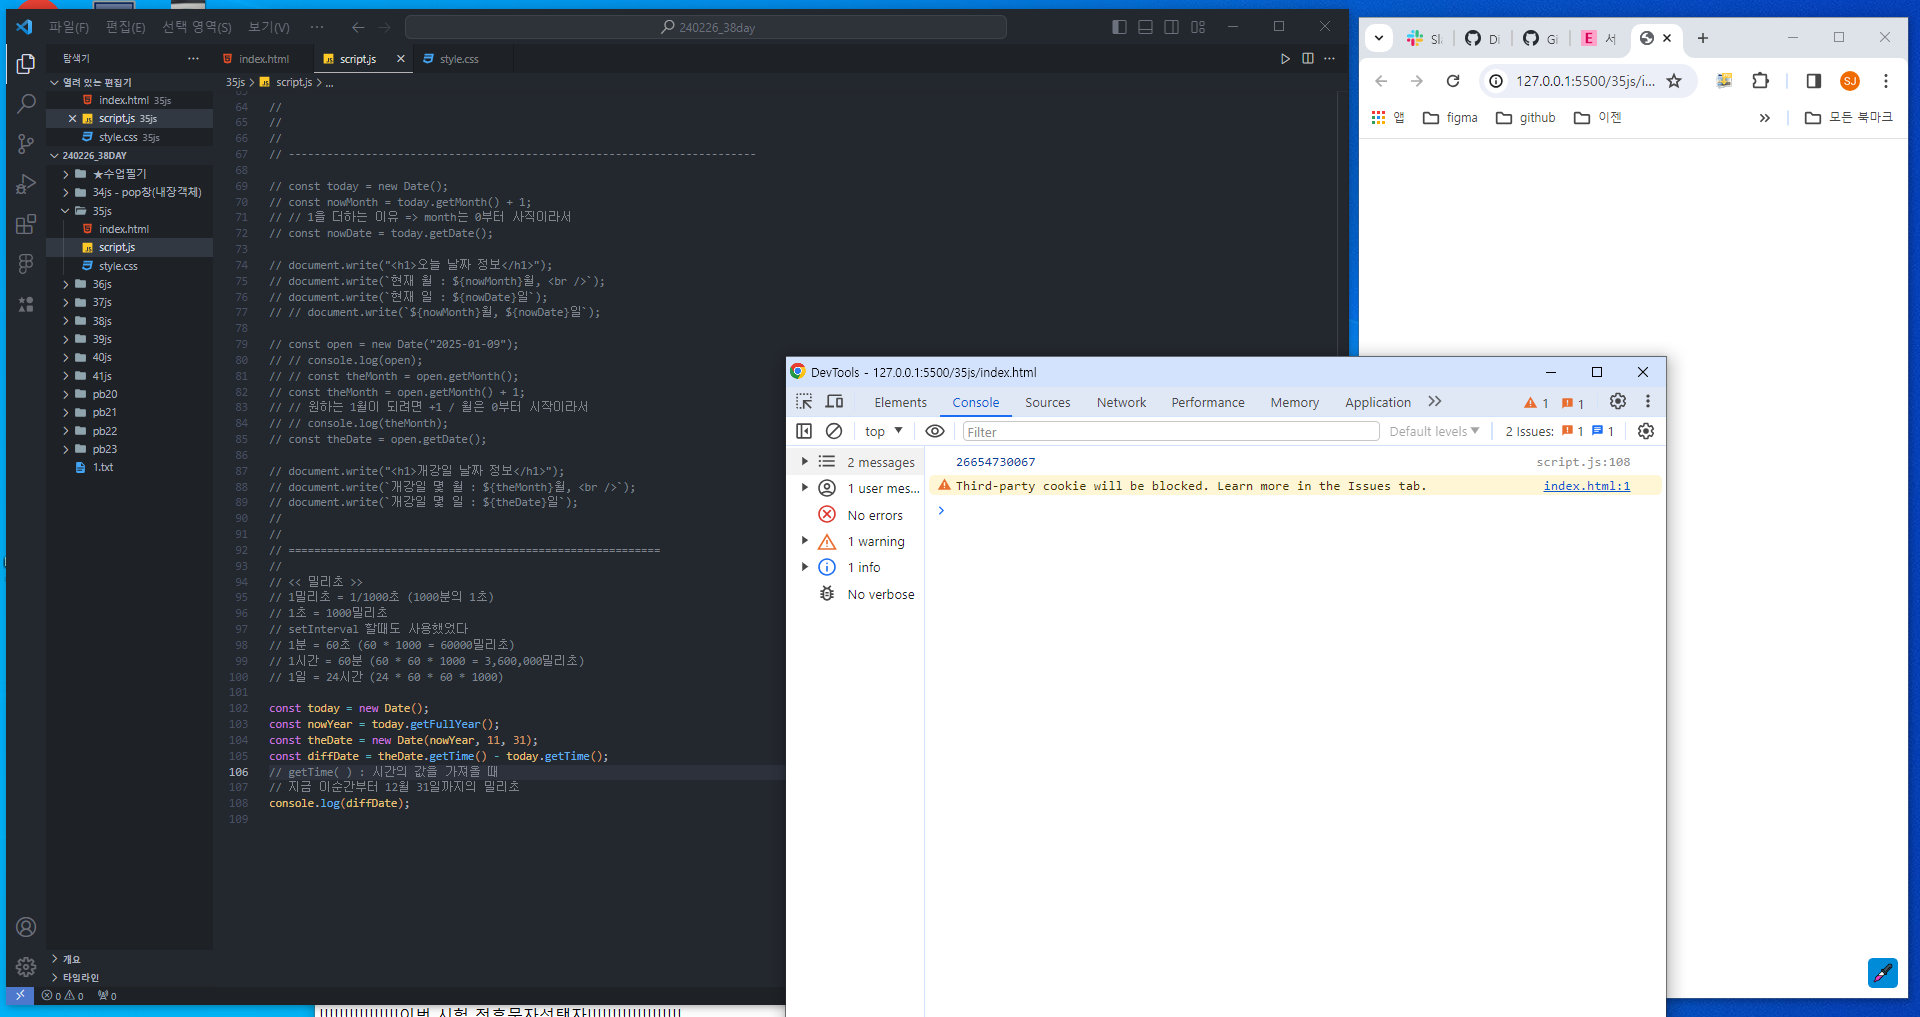 파일(F) 편집(E) 선택 영역(S) 보기(V) ··· 240226_38day
탐색기
index.html script.js style.css
열려 있는 편집기
index.html 35js
script.js 35js
style.css 35js
240226_38DAY
★수업필기
34js - pop창(내장객체)
35js
index.html
script.js
style.css
36js
37js
38js
39js
40js
41js
pb20
pb21
pb22
pb23
1.txt
개요
타임라인
0 0 0
35js > script.js > ...
64 //
65 //
66 //
67 // -------------------------------------------------------------------------
68
69 // const today = new Date();
70 // const nowMonth = today.getMonth() + 1;
71 // // 1을 더하는 이유 => month는 0부터 사직이라서
72 // const nowDate = today.getDate();
73
74 // document.write("<h1>오늘 날짜 정보</h1>");
75 // document.write(`현재 월 : ${nowMonth}월, <br />`);
76 // document.write(`현재 일 : ${nowDate}일`);
77 // // document.write(`${nowMonth}월, ${nowDate}일`);
78
79 // const open = new Date("2025-01-09");
80 // // console.log(open);
81 // // const theMonth = open.getMonth();
82 // const theMonth = open.getMonth() + 1;
83 // // 원하는 1월이 되려면 +1 / 월은 0부터 시작이라서
84 // // console.log(theMonth);
85 // const theDate = open.getDate();
86
87 // document.write("<h1>개강일 날짜 정보</h1>");
88 // document.write(`개강일 몇 월 : ${theMonth}월, <br />`);
89 // document.write(`개강일 몇 일 : ${theDate}일`);
90 //
91 //
92 // ==========================================================
93 //
94 // << 밀리초 >>
95 // 1밀리초 = 1/1000초 (1000분의 1초)
96 // 1초 = 1000밀리초
97 // setInterval 할때도 사용했었다
98 // 1분 = 60초 (60 * 1000 = 60000밀리초)
99 // 1시간 = 60분 (60 * 60 * 1000 = 3,600,000밀리초)
100 // 1일 = 24시간 (24 * 60 * 60 * 1000)
101
102 const today = new Date();
103 const nowYear = today.getFullYear();
104 const theDate = new Date(nowYear, 11, 31);
105 const diffDate = theDate.getTime() - today.getTime();
106 // getTime( ) : 시간의 값을 가져올 때
107 // 지금 이순간부터 12월 31일까지의 밀리초
108 console.log(diffDate);
109
DevTools - 127.0.0.1:5500/35js/index.html
Elements Console Sources Network Performance Memory Application 1 1
top Filter Default levels 2 Issues: 1 1
2 messages
1 user mes...
No errors
1 warning
1 info
No verbose
26654730067 script.js:108
Third-party cookie will be blocked. Learn more in the Issues tab. index.html:1
Sl Di Gi E 서
127.0.0.1:5500/35js/i... SJ
앱 figma github 이젠 모든 북마크